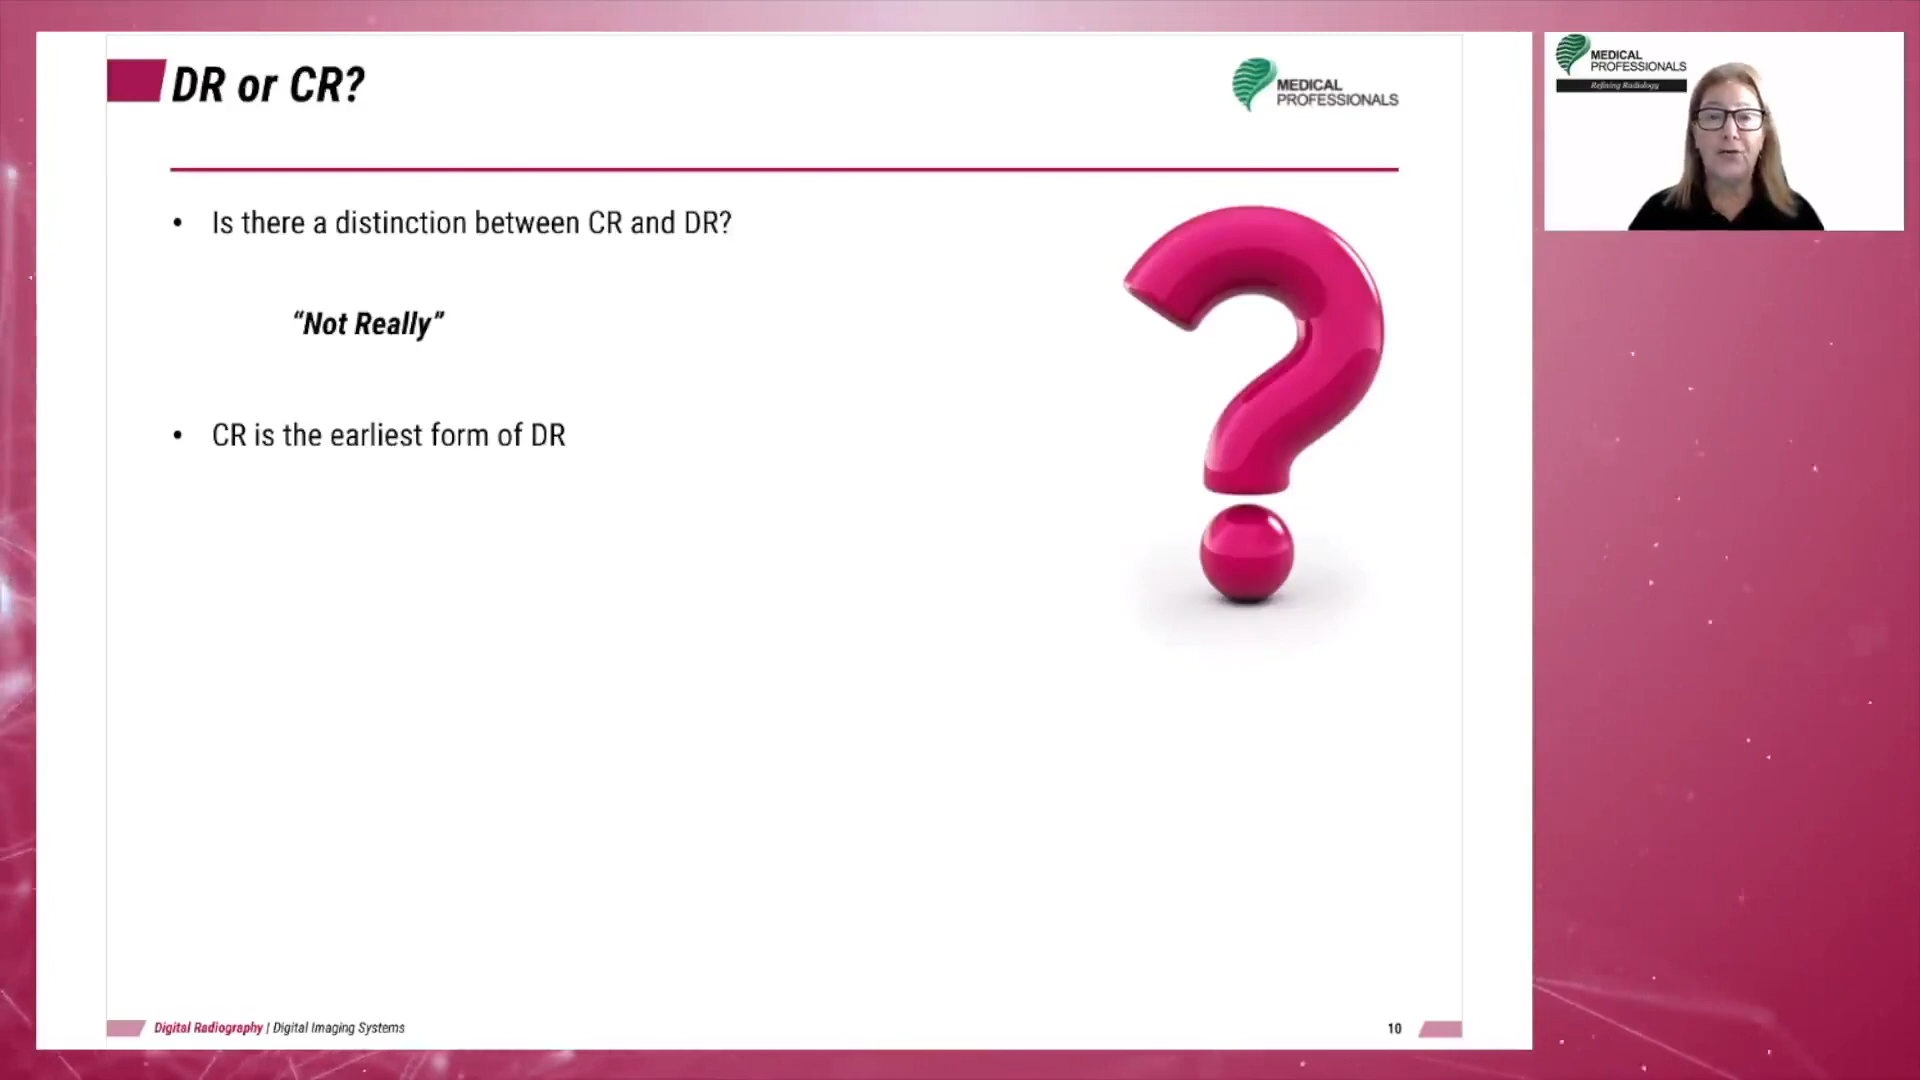 DR or CR?
MEDICAL
PROFESSIONALS
• Is there a distinction between CR and DR?
“Not Really”
• CR is the earliest form of DR
Digital Radiography | Digital Imaging Systems
10
MEDICAL
PROFESSIONALS
Refining Radiology